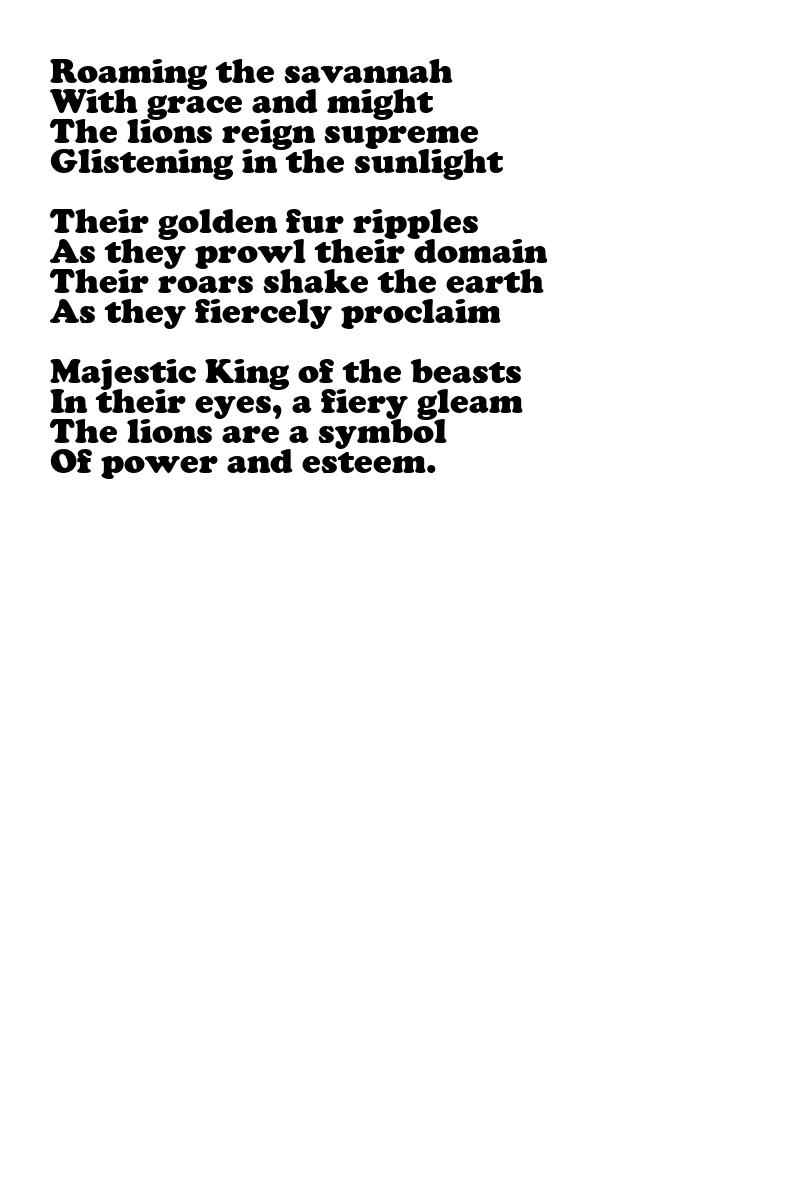 Roaming the savannah
With grace and might
The lions reign supreme
Glistening in the sunlight

Their golden fur ripples
As they prowl their domain
Their roars shake the earth
As they fiercely proclaim

Majestic King of the beasts
In their eyes, a fiery gleam
The lions are a symbol
Of power and esteem.